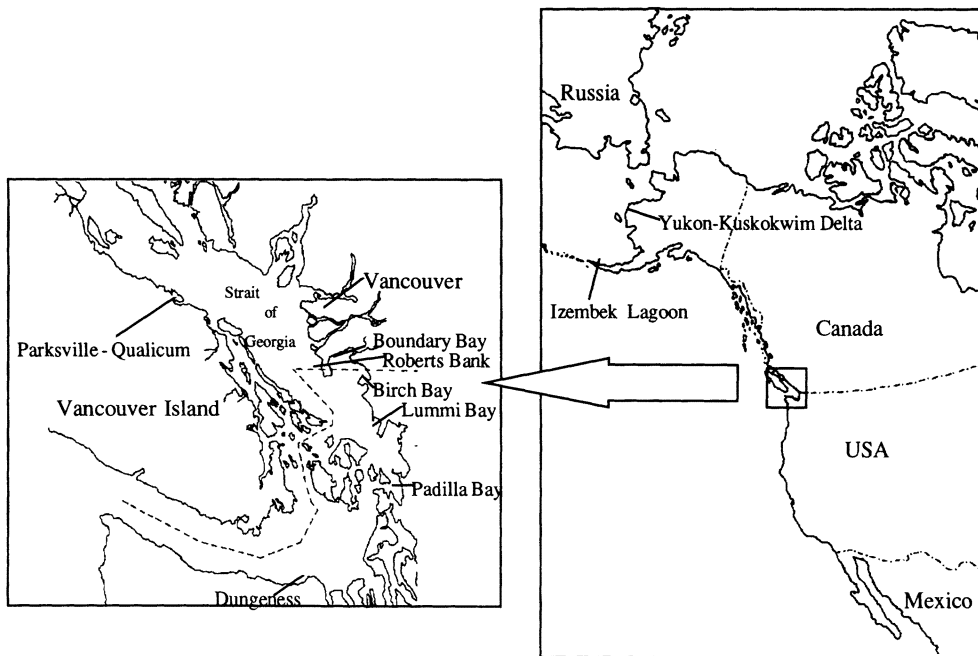 Strait
of
Georgia
Vancouver
Parksville - Qualicum
Boundary Bay
Roberts Bank
Birch Bay
Vancouver Island
Lummi Bay
Padilla Bay
Dungeness
Russia
Yukon-Kuskokwim Delta
Izembek Lagoon
Canada
USA
Mexico